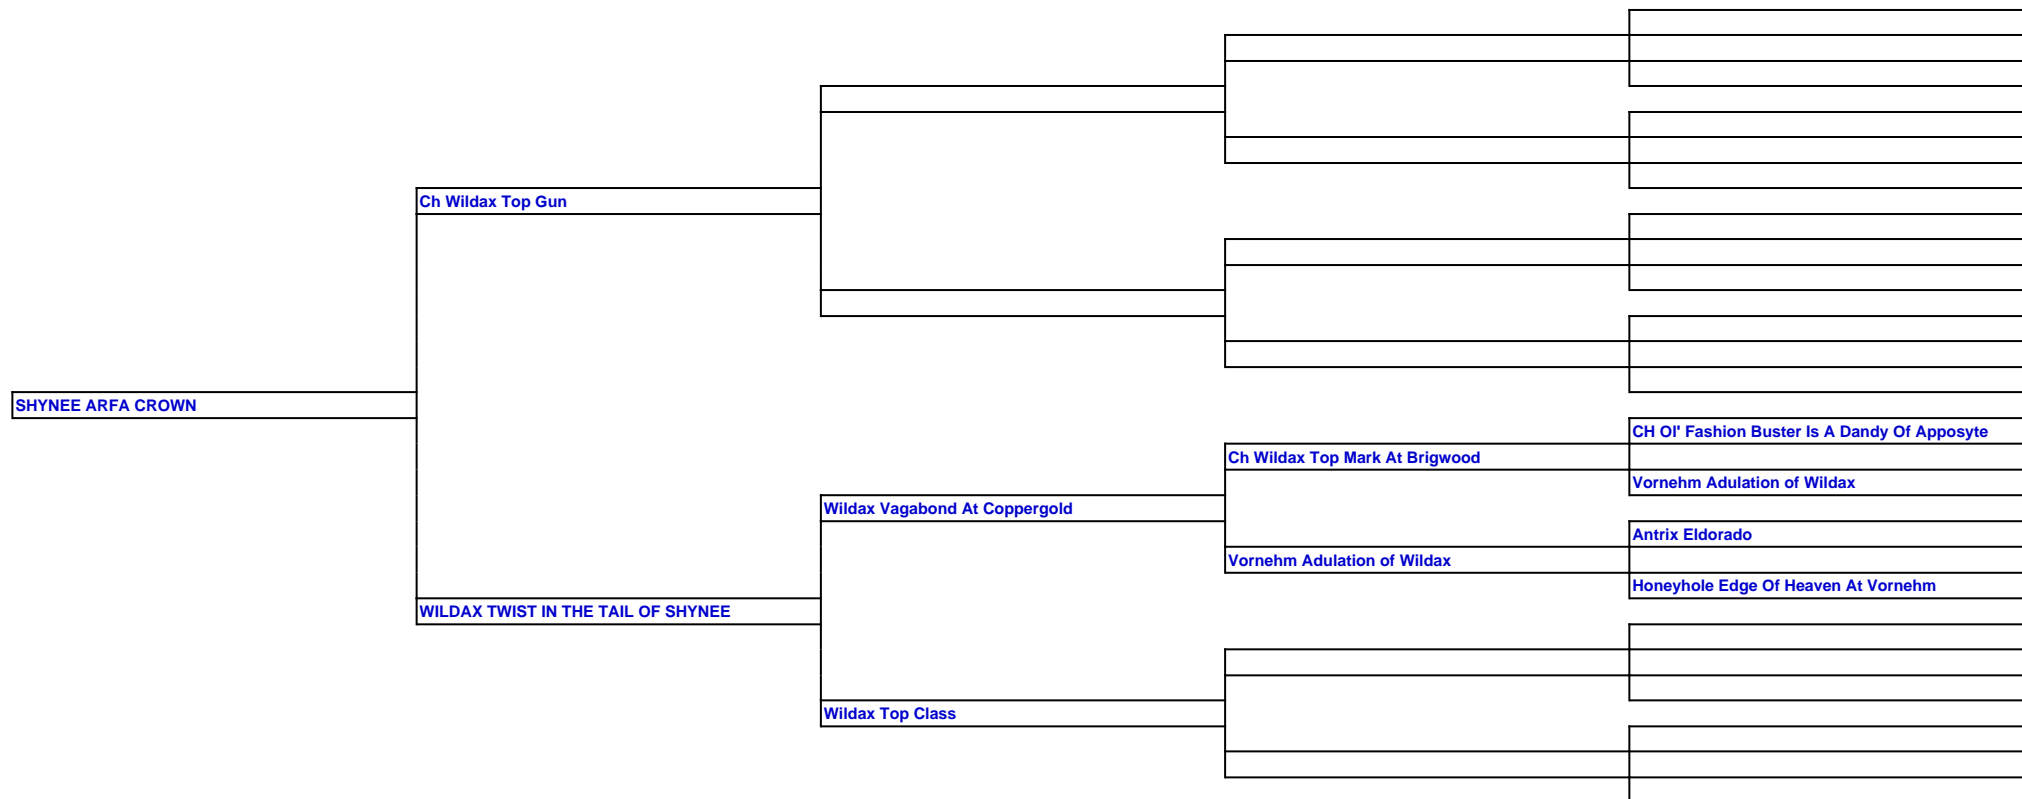 Ch Wildax Top Gun
SHYNEE ARFA CROWN
CH Ol' Fashion Buster Is A Dandy Of Apposyte
Ch Wildax Top Mark At Brigwood
Vornehm Adulation of Wildax
Wildax Vagabond At Coppergold
Antrix Eldorado
Vornehm Adulation of Wildax
Honeyhole Edge Of Heaven At Vornehm
WILDAX TWIST IN THE TAIL OF SHYNEE
Wildax Top Class